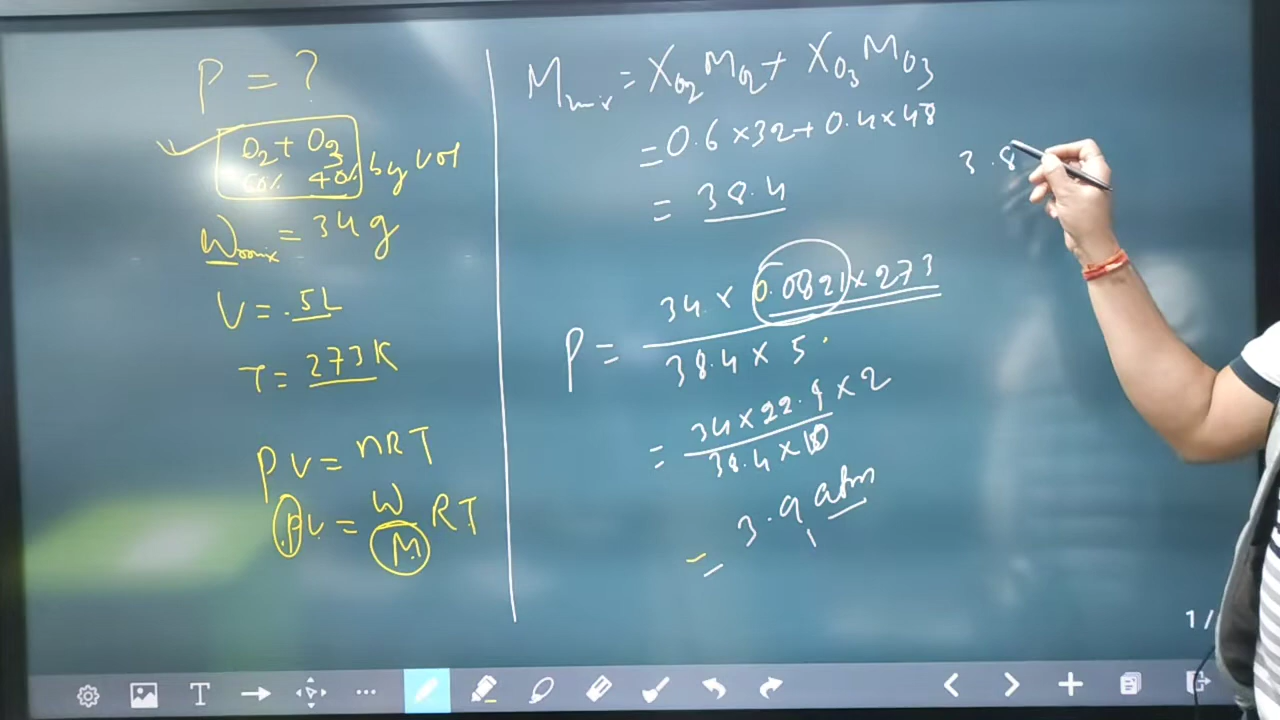 P = ?
O₂ + O₃
60% 40% by vol
Wmix = 34 g
V = 5L
T = 273K
PV = nRT
PV = W/M RT
Mmix = XO₂ MO₂ + XO₃ MO₃
= 0.6 × 32 + 0.4 × 48
= 38.4
P = 34 × 0.0821 × 273
38.4 × 5
= 34 × 22.4 × 2
38.4 × 10
= 3.9 atm
3.8
1/
T